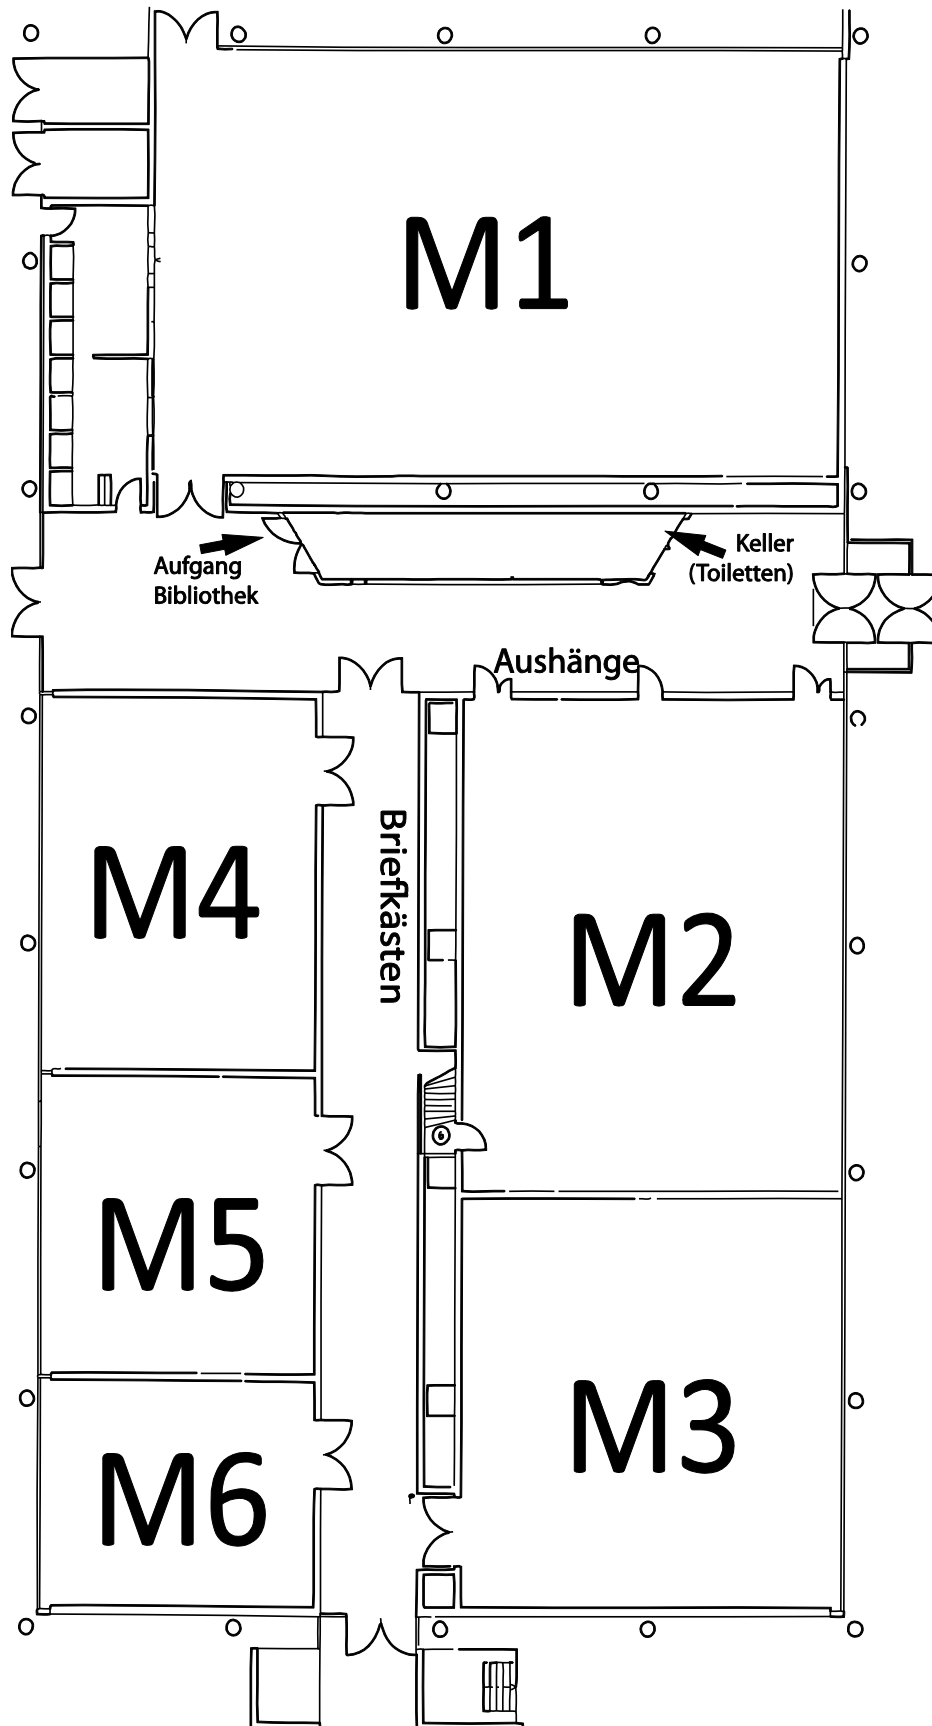 M1
Aufgang
Bibliothek
Keller
(Toiletten)
Aushänge
M4
Briefkästen
M2
M5
M3
M6